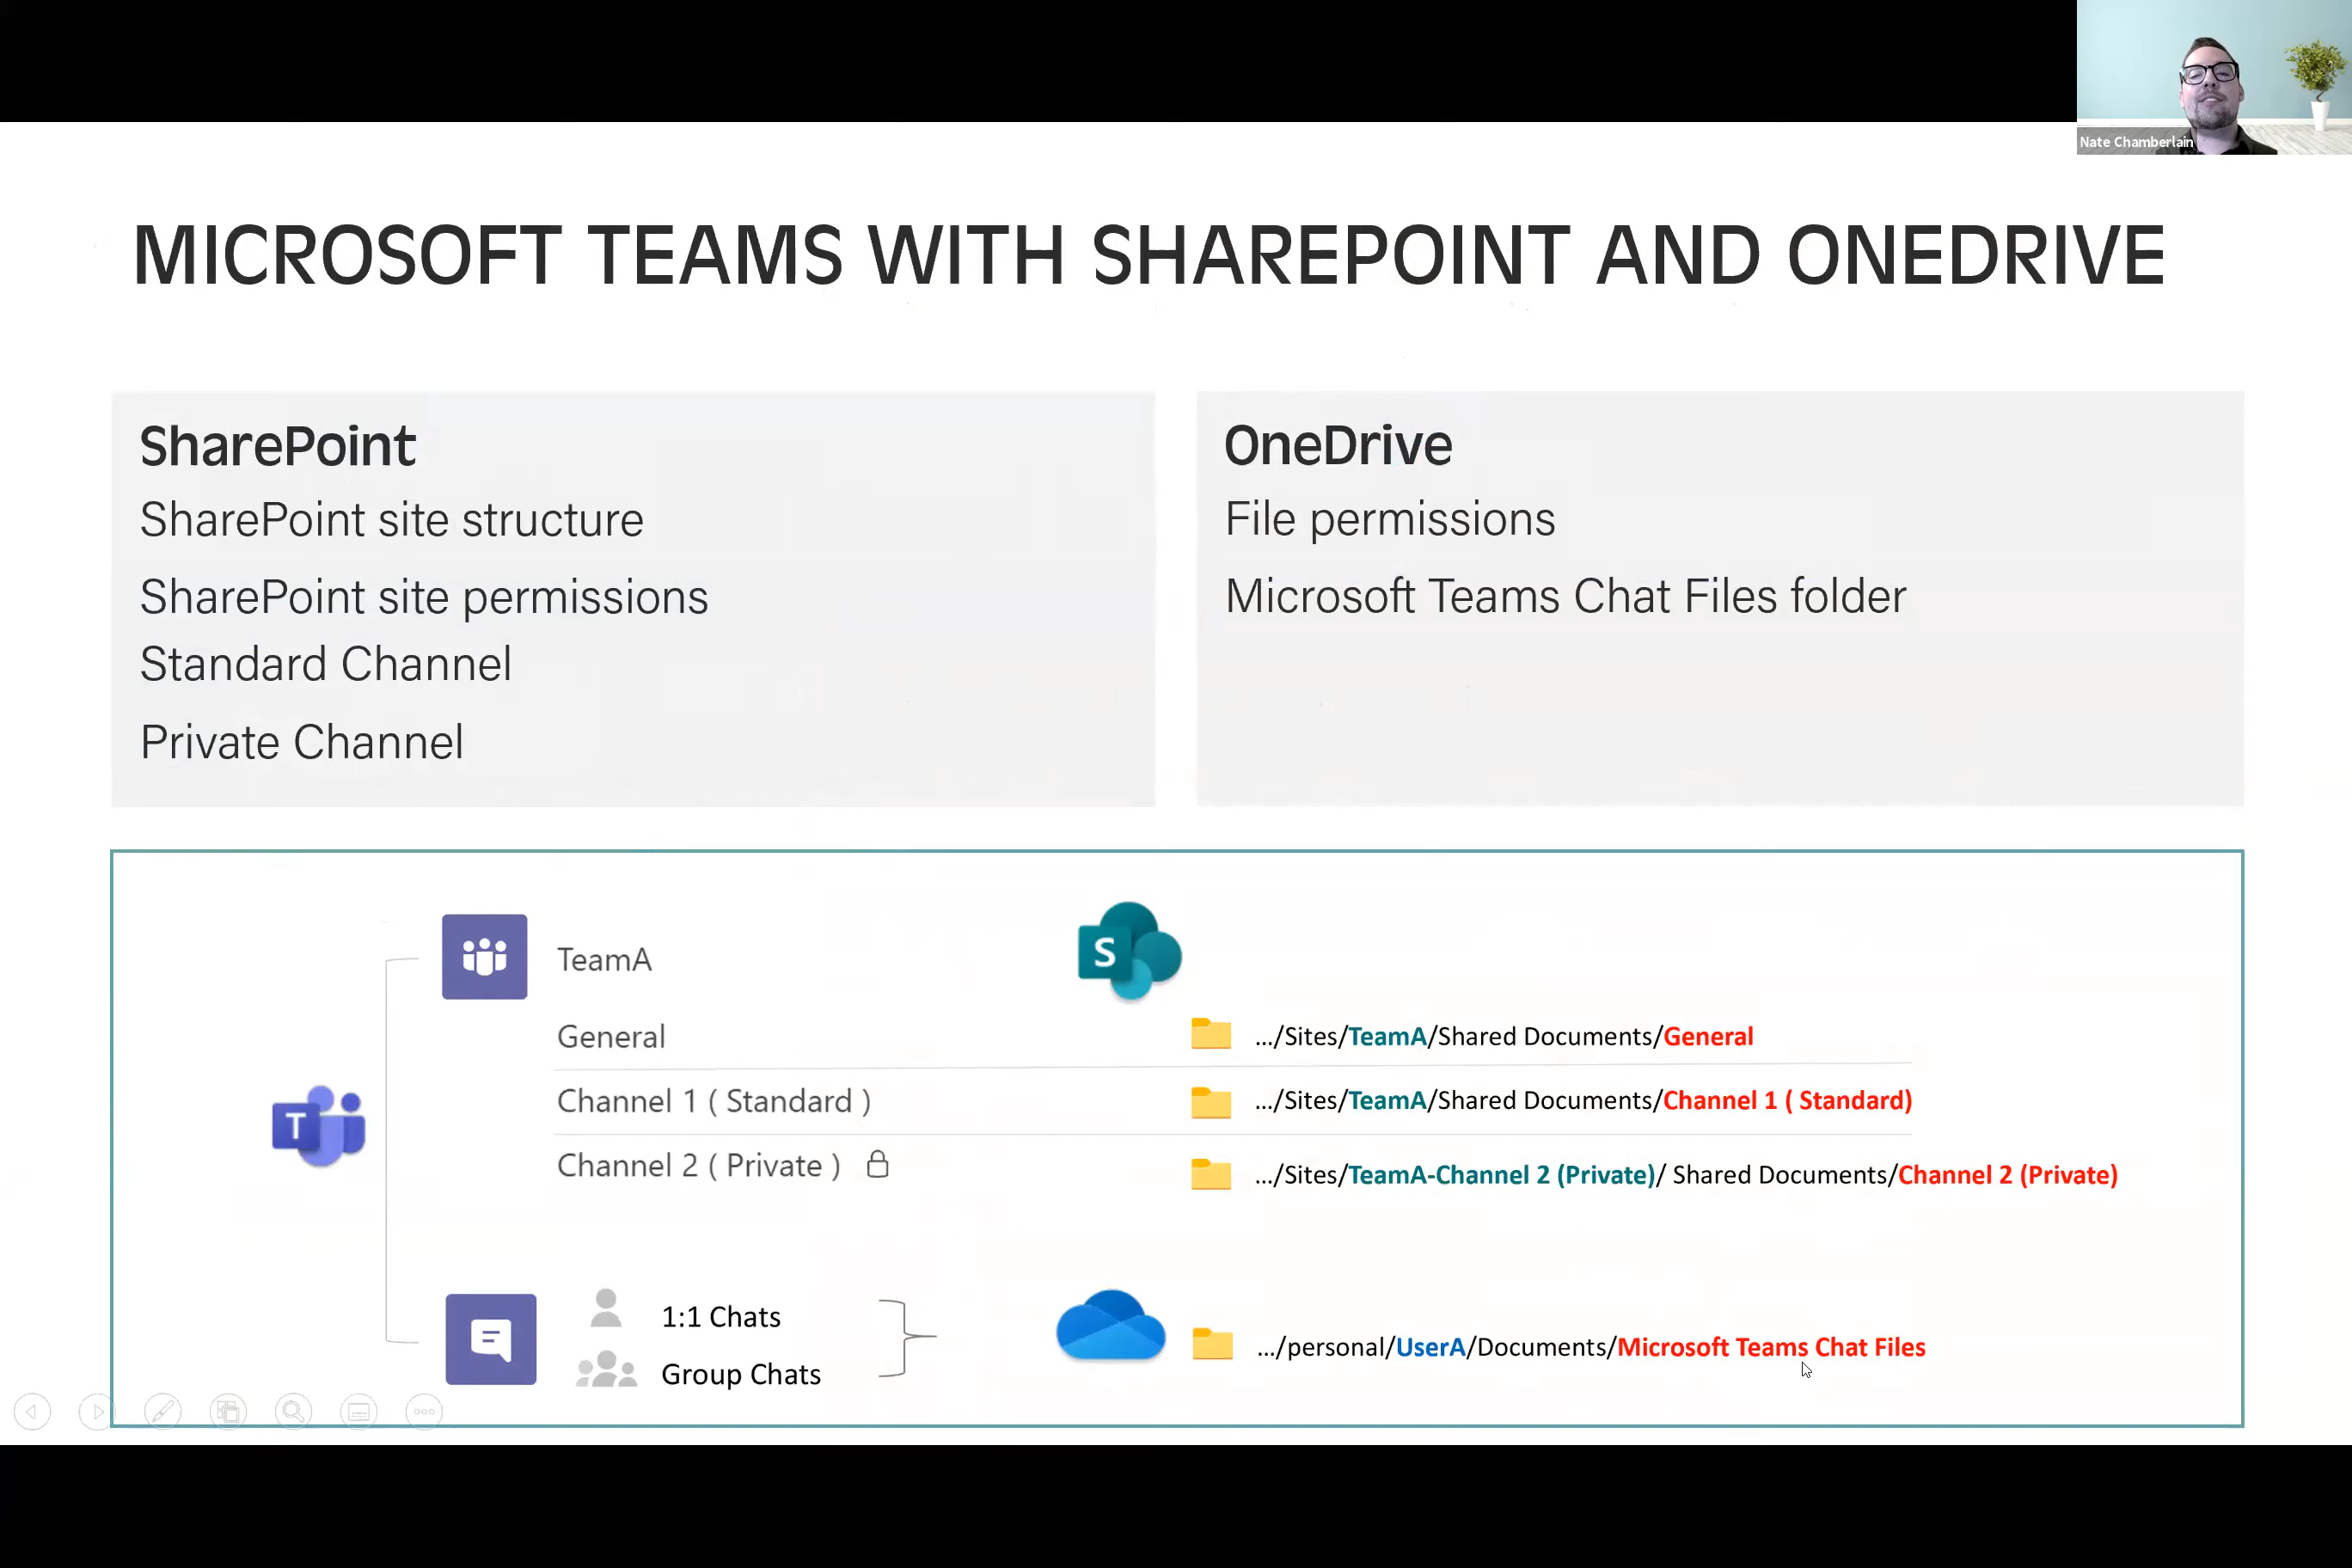 Nate Chamberlain
MICROSOFT TEAMS WITH SHAREPOINT AND ONEDRIVE
SharePoint
SharePoint site structure
SharePoint site permissions
Standard Channel
Private Channel
OneDrive
File permissions
Microsoft Teams Chat Files folder
TeamA
S
General
.../Sites/TeamA/Shared Documents/General
Channel 1 ( Standard )
.../Sites/TeamA/Shared Documents/Channel 1 ( Standard)
T
Channel 2 ( Private )
.../Sites/TeamA-Channel 2 (Private)/ Shared Documents/Channel 2 (Private)
1:1 Chats
Group Chats
.../personal/UserA/Documents/Microsoft Teams Chat Files